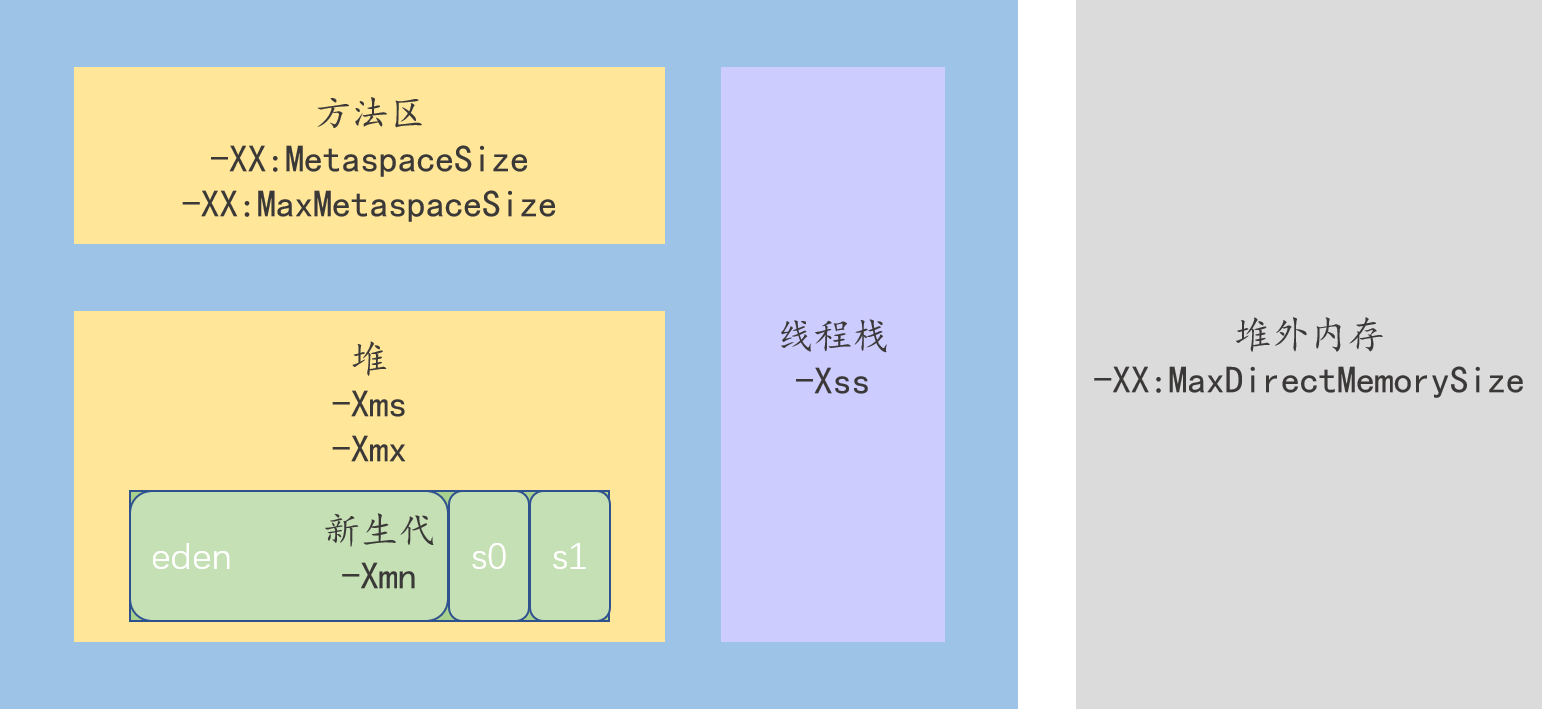 方法区
-XX:MetaspaceSize
-XX:MaxMetaspaceSize
堆
-Xms
-Xmx
新生代
-Xmn
eden
s0
s1
线程栈
-Xss
堆外内存
-XX:MaxDirectMemorySize